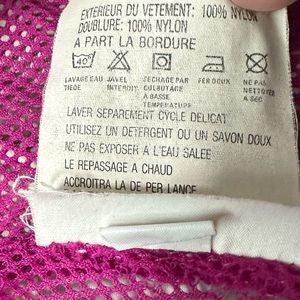 EXTERIEUR DU VETEMENT: 100% NYLON
DOUBLURE: 100% NYLON
A PART LA BORDURE
40°
LAVAGE EAU JAVEL SECHAGE PAR FER DOUX NE PAS
TIEDE INTERDIT CULBUTAGE NETTOYER
A BASSE A SEC
TEMPERATURE
LAVER SEPAREMENT CYCLE DELICAT
UTILISEZ UN DETERGENT OU UN SAVON DOUX
NE PAS EXPOSER A L'EAU SALEE
LE REPASSAGE A CHAUD
ACCROITRA LA DE PER LANCE